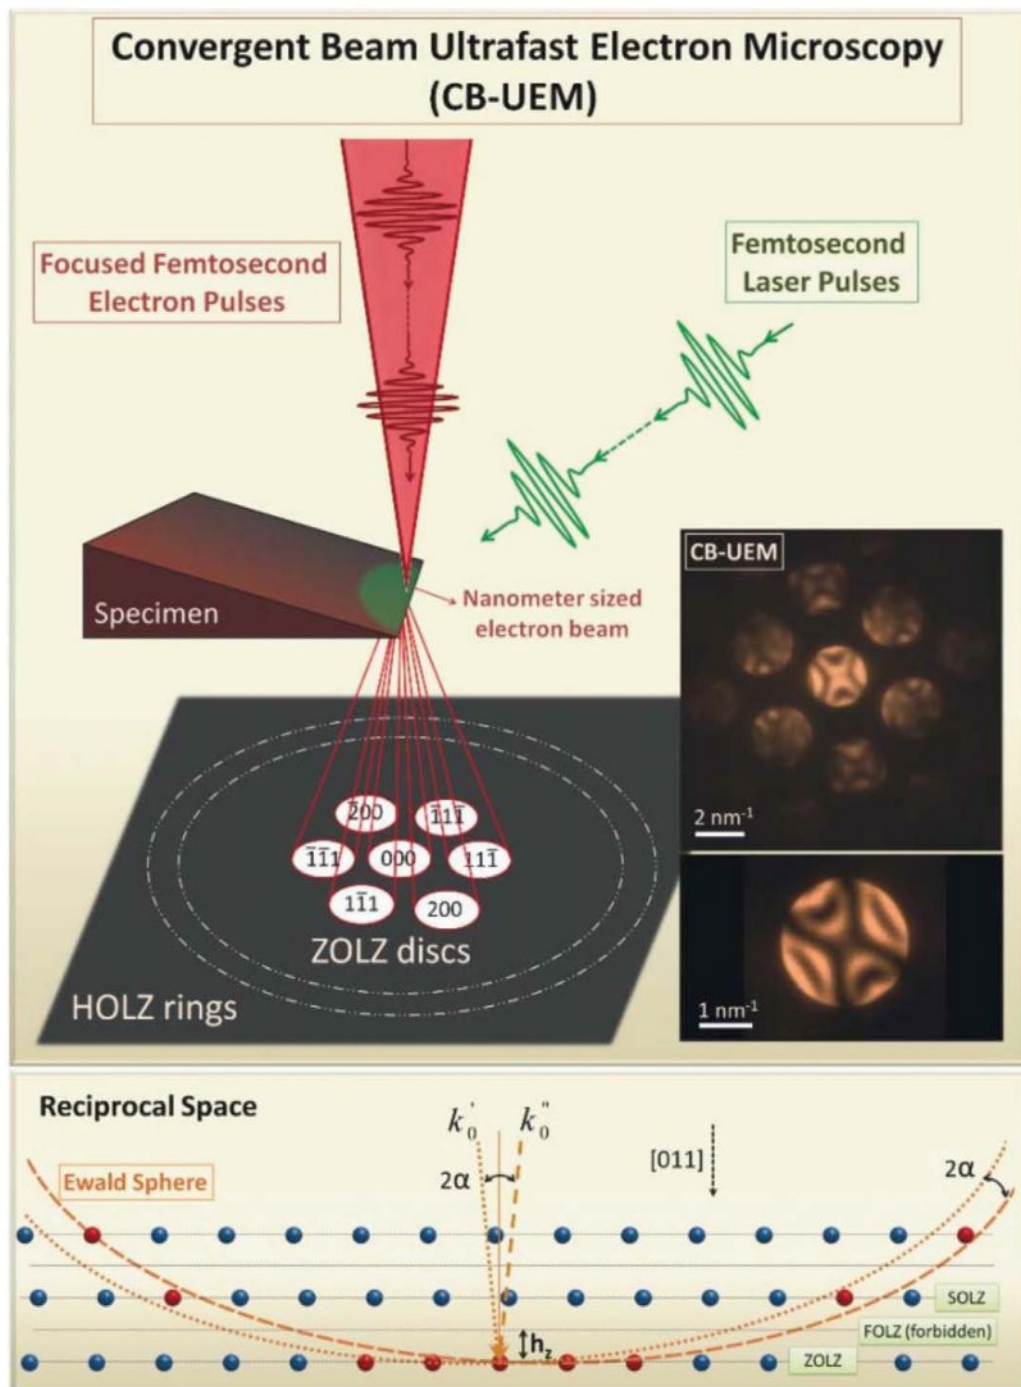 Convergent Beam Ultrafast Electron Microscopy
(CB-UEM)
Focused Femtosecond
Electron Pulses
Femtosecond
Laser Pulses
Specimen
Nanometer sized
electron beam
CB-UEM
2 nm⁻¹
1 nm⁻¹
2̅00
1̅11̅
1̅1̅1
000
111̅
11̅1
200
ZOLZ discs
HOLZ rings
Reciprocal Space
k₀'
k₀"
[011]
2α
2α
Ewald Sphere
SOLZ
FOLZ (forbidden)
h_z
ZOLZ